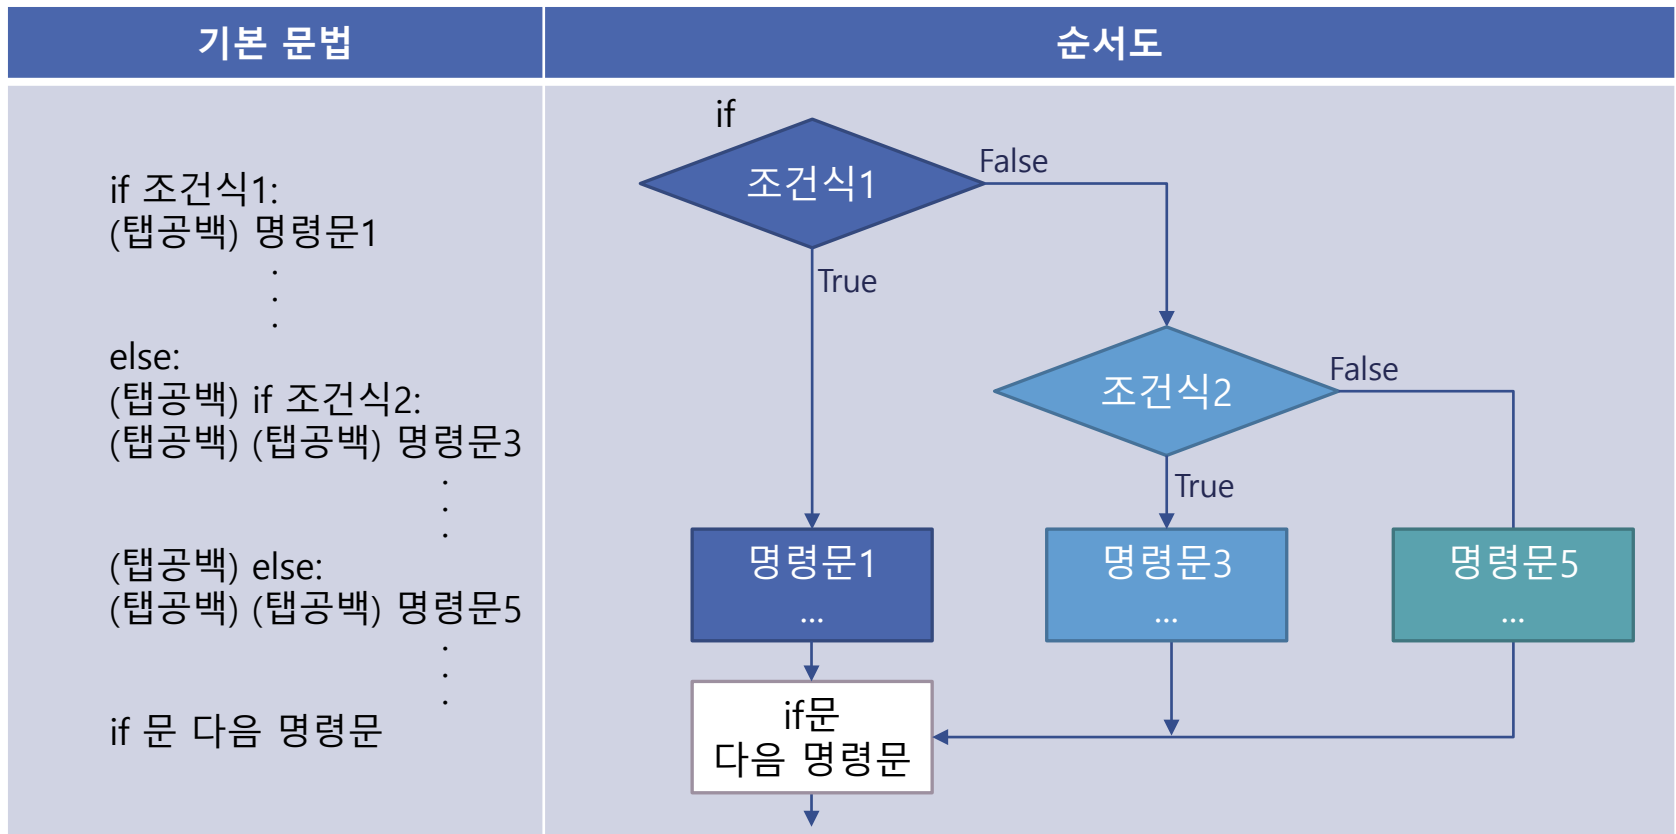 기본 문법
순서도
if 조건식1:
(탭공백) 명령문1
.
.
.
else:
(탭공백) if 조건식2:
(탭공백) (탭공백) 명령문3
.
.
.
(탭공백) else:
(탭공백) (탭공백) 명령문5
.
.
.
if 문 다음 명령문
if
조건식1
False
True
조건식2
False
True
명령문1
...
명령문3
...
명령문5
...
if문
다음 명령문